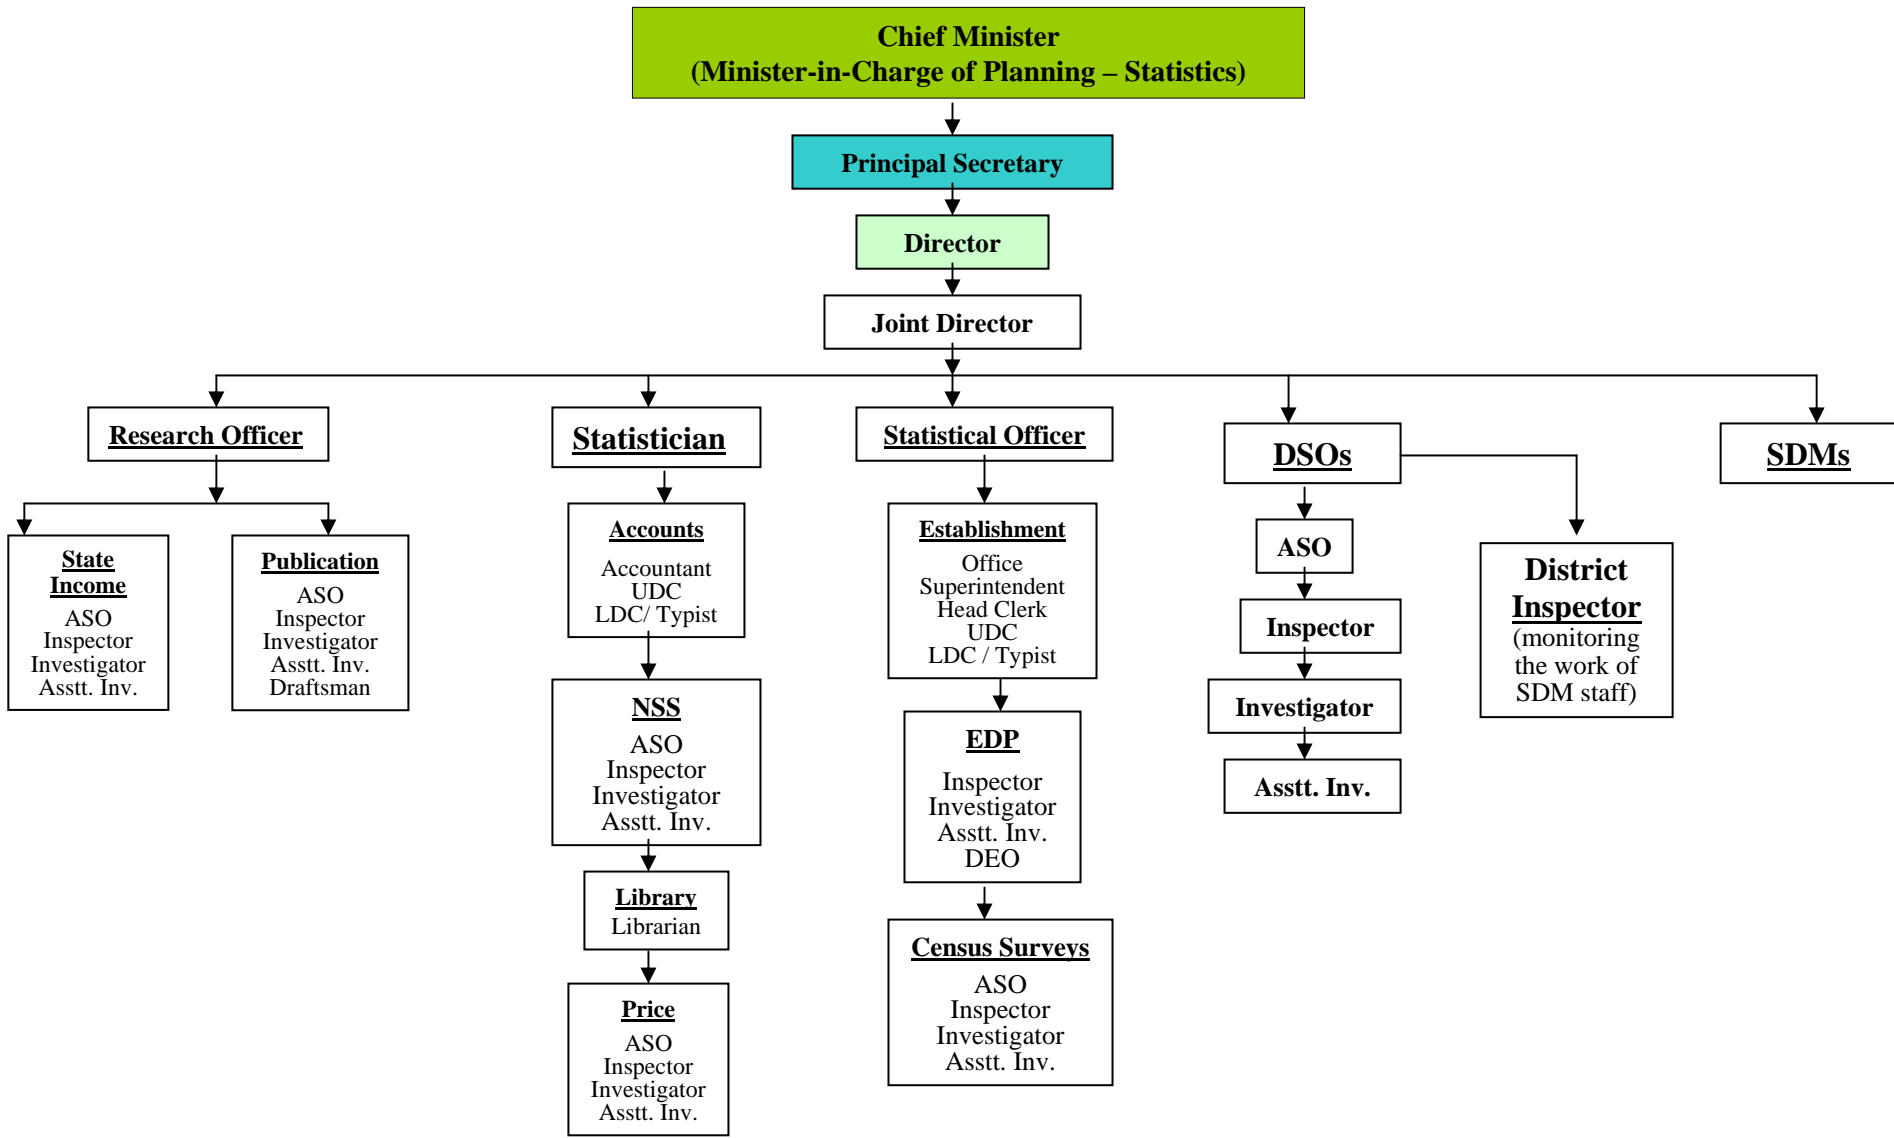 Chief Minister
(Minister-in-Charge of Planning – Statistics)
Principal Secretary
Director
Joint Director
Research Officer
Statistician
Statistical Officer
DSOs
SDMs
State
Income
ASO
Inspector
Investigator
Asstt. Inv.
Publication
ASO
Inspector
Investigator
Asstt. Inv.
Draftsman
Accounts
Accountant
UDC
LDC/ Typist
NSS
ASO
Inspector
Investigator
Asstt. Inv.
Library
Librarian
Price
ASO
Inspector
Investigator
Asstt. Inv.
Establishment
Office
Superintendent
Head Clerk
UDC
LDC / Typist
EDP
Inspector
Investigator
Asstt. Inv.
DEO
Census Surveys
ASO
Inspector
Investigator
Asstt. Inv.
ASO
Inspector
Investigator
Asstt. Inv.
District
Inspector
(monitoring
the work of
SDM staff)